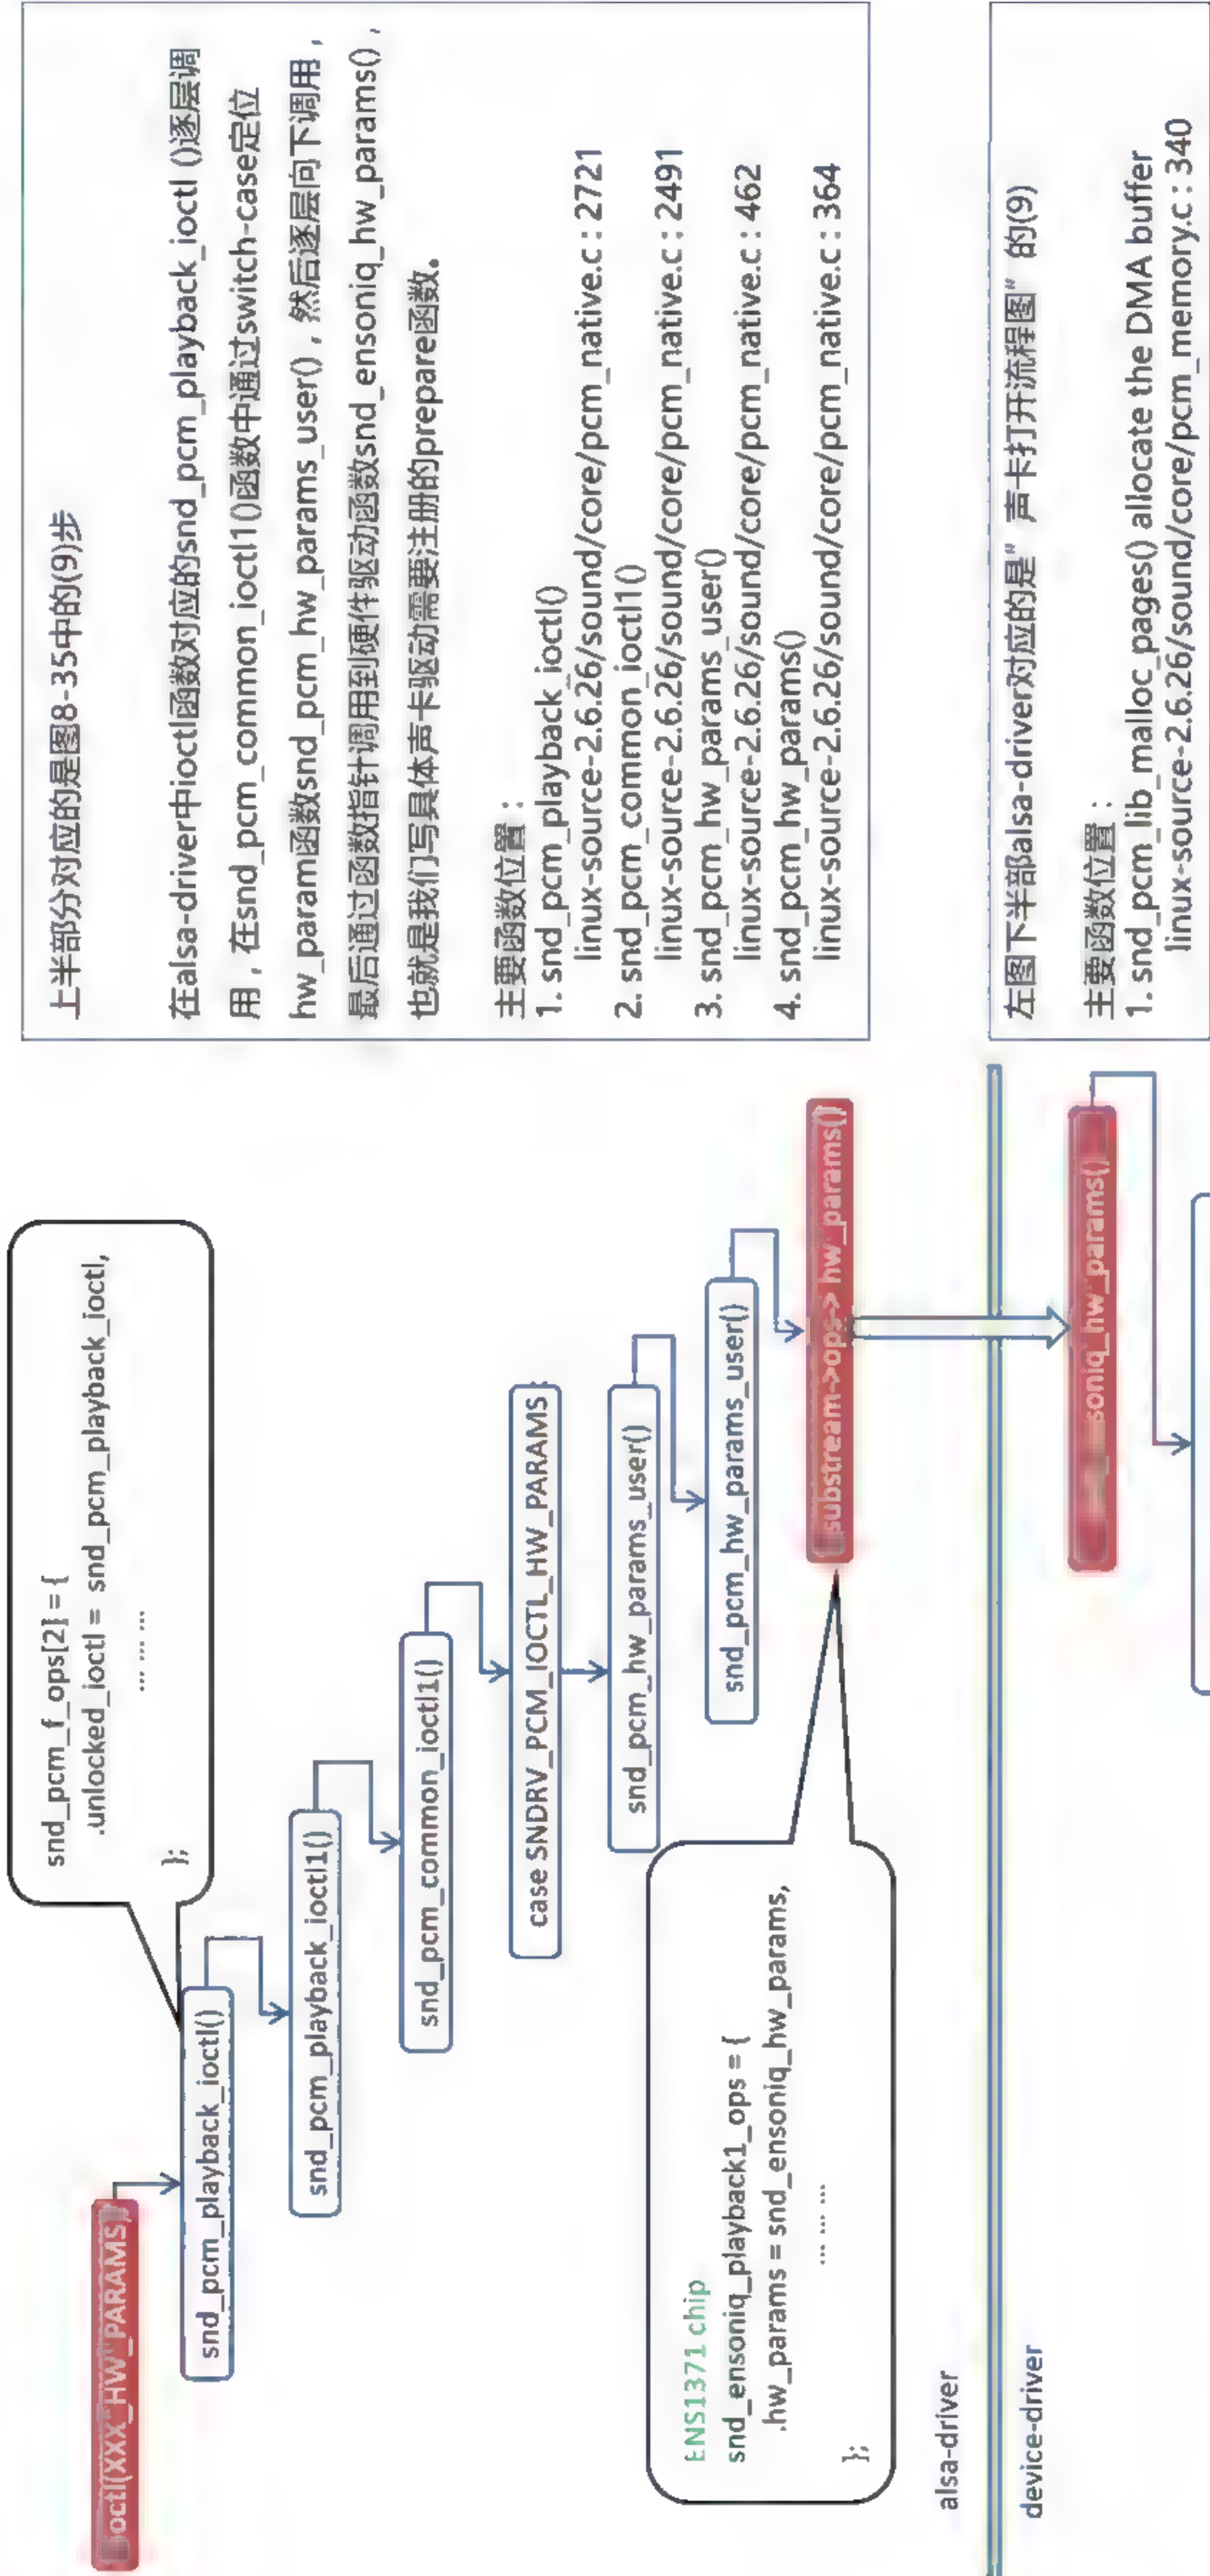 ioctl(XXX_HW_PARAMS)
snd_pcm_playback_ioctl()
snd_pcm_f_ops[2] = {
.unlocked_ioctl = snd_pcm_playback_ioctl,
... ... ...
};
snd_pcm_playback_ioctl1()
snd_pcm_common_ioctl1()
case SNDRV_PCM_IOCTL_HW_PARAMS :
snd_pcm_hw_params_user()
snd_pcm_hw_params_user()
substream->ops-> hw_params()
ENS1371 chip
snd_ensoniq_playback1_ops = {
.hw_params = snd_ensoniq_hw_params,
... ... ...
};
alsa-driver
device-driver
soniq_hw_params()
上半部分对应的是图8-35中的(9)步
在alsa-driver中ioctl函数对应的snd_pcm_playback_ioctl ()逐层调
用，在snd_pcm_common_ioctl1()函数中通过switch-case定位
hw_param函数snd_pcm_hw_params_user()，然后逐层向下调用，
最后通过函数指针调用到硬件驱动函数snd_ensoniq_hw_params()，
也就是我们写具体声卡驱动需要注册的prepare函数。
主要函数位置：
1. snd_pcm_playback_ioctl()
linux-source-2.6.26/sound/core/pcm_native.c : 2721
2. snd_pcm_common_ioctl1()
linux-source-2.6.26/sound/core/pcm_native.c : 2491
3. snd_pcm_hw_params_user()
linux-source-2.6.26/sound/core/pcm_native.c : 462
4. snd_pcm_hw_params()
linux-source-2.6.26/sound/core/pcm_native.c : 364
左图下半部alsa-driver对应的是“声卡打开流程图”的(9)
主要函数位置：
1. snd_pcm_lib_malloc_pages() allocate the DMA buffer
linux-source-2.6.26/sound/core/pcm_memory.c : 340